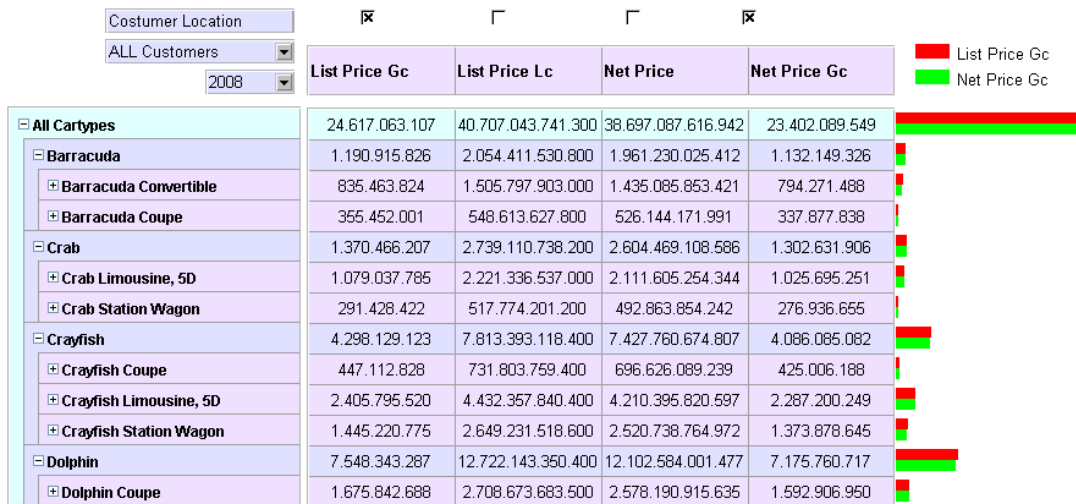 Costumer Location
ALL Customers
2008
List Price Gc List Price Lc Net Price Net Price Gc
List Price Gc
Net Price Gc
All Cartypes 24.617.063.107 40.707.043.741.300 38.697.087.616.942 23.402.089.549
Barracuda 1.190.915.826 2.054.411.530.800 1.961.230.025.412 1.132.149.326
Barracuda Convertible 835.463.824 1.505.797.903.000 1.435.085.853.421 794.271.488
Barracuda Coupe 355.452.001 548.613.627.800 526.144.171.991 337.877.838
Crab 1.370.466.207 2.739.110.738.200 2.604.469.108.586 1.302.631.906
Crab Limousine, 5D 1.079.037.785 2.221.336.537.000 2.111.605.254.344 1.025.695.251
Crab Station Wagon 291.428.422 517.774.201.200 492.863.854.242 276.936.655
Crayfish 4.298.129.123 7.813.393.118.400 7.427.760.674.807 4.086.085.082
Crayfish Coupe 447.112.828 731.803.759.400 696.626.089.239 425.006.188
Crayfish Limousine, 5D 2.405.795.520 4.432.357.840.400 4.210.395.820.597 2.287.200.249
Crayfish Station Wagon 1.445.220.775 2.649.231.518.600 2.520.738.764.972 1.373.878.645
Dolphin 7.548.343.287 12.722.143.350.400 12.102.584.001.477 7.175.760.717
Dolphin Coupe 1.675.842.688 2.708.673.683.500 2.578.190.915.635 1.592.906.950